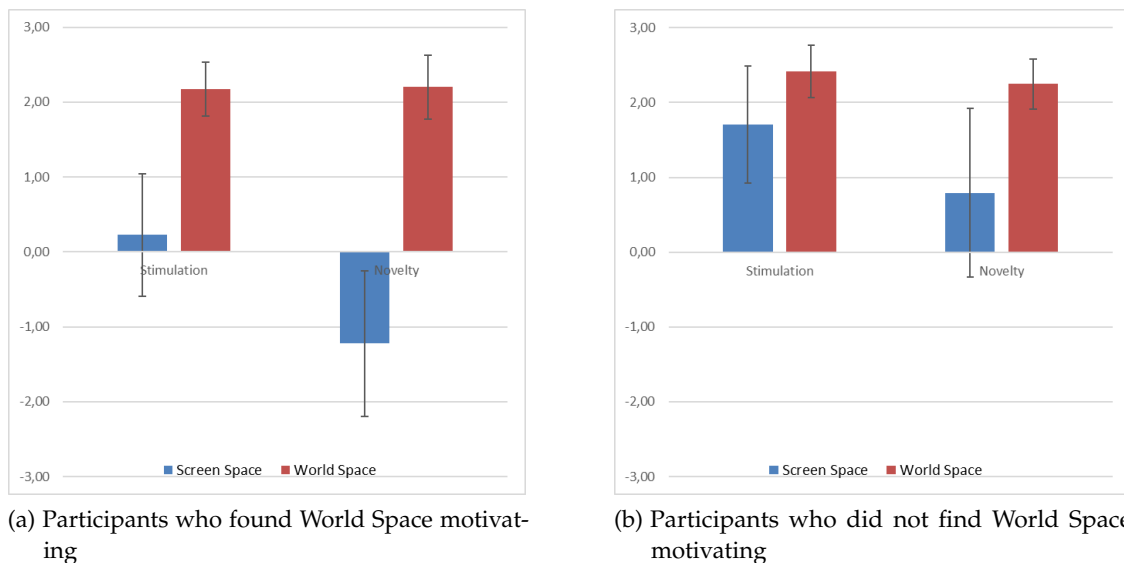 3,00
2,00
1,00
0,00
-1,00
-2,00
-3,00
Stimulation
Novelty
Screen Space World Space
(a) Participants who found World Space motivat-
ing
3,00
2,00
1,00
0,00
-1,00
-2,00
-3,00
Stimulation
Novelty
Screen Space World Space
(b) Participants who did not find World Space
motivating